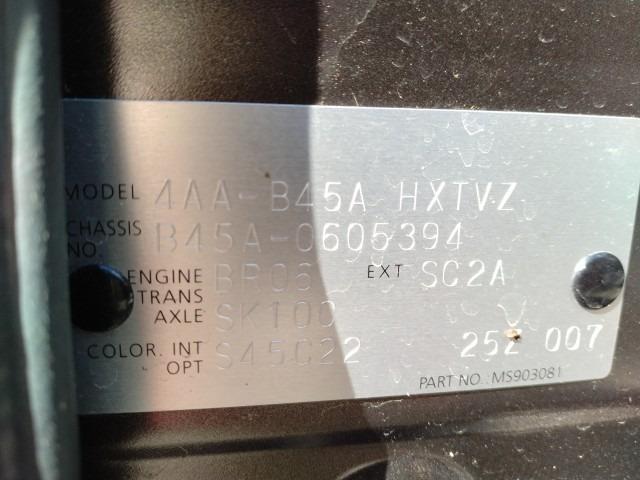 MODEL 4AA-B45A HXTVZ
CHASSIS NO. B45A-0605394
ENGINE BR06 EXT SC2A
TRANS AXLE SK100
COLOR. INT OPT S45C22 25Z 007
PART NO.:MS903081